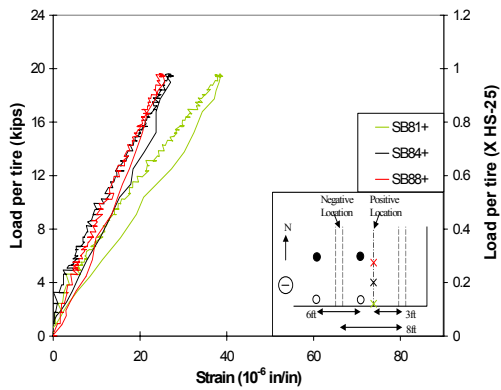 24
20
16
12
8
4
0
Load per tire (kips)
1.2
1
0.8
0.6
0.4
0.2
0
Load per tire (X HS-25)
SB81+
SB84+
SB88+
Negative Location
Positive Location
N
6ft
3ft
8ft
0 20 40 60 80
Strain (10⁻⁶ in/in)